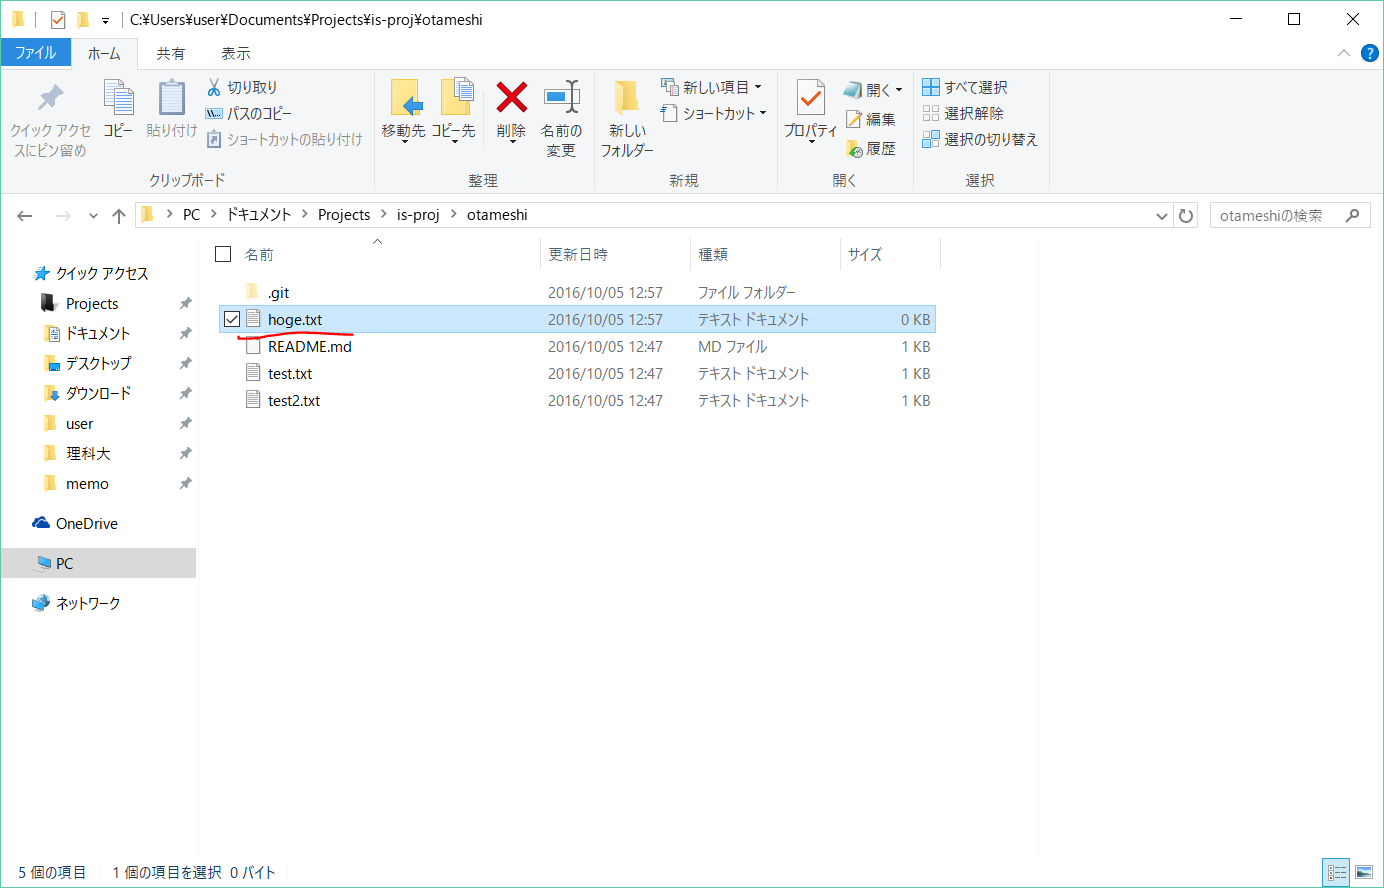 C:¥Users¥user¥Documents¥Projects¥is-proj¥otameshi
ファイル ホーム 共有 表示
クイック アクセスにピン留め
コピー
貼り付け
切り取り
パスのコピー
ショートカットの貼り付け
移動先
コピー先
削除
名前の変更
新しいフォルダー
新しい項目
ショートカット
プロパティ
開く
編集
履歴
すべて選択
選択解除
選択の切り替え
クリップボード 整理 新規 開く 選択
PC ドキュメント Projects is-proj otameshi
otameshiの検索
クイック アクセス
Projects
ドキュメント
デスクトップ
ダウンロード
user
理科大
memo
OneDrive
PC
ネットワーク
名前 更新日時 種類 サイズ
.git 2016/10/05 12:57 ファイル フォルダー
hoge.txt 2016/10/05 12:57 テキスト ドキュメント 0 KB
README.md 2016/10/05 12:47 MD ファイル 1 KB
test.txt 2016/10/05 12:47 テキスト ドキュメント 1 KB
test2.txt 2016/10/05 12:47 テキスト ドキュメント 1 KB
5 個の項目 1 個の項目を選択 0 バイト